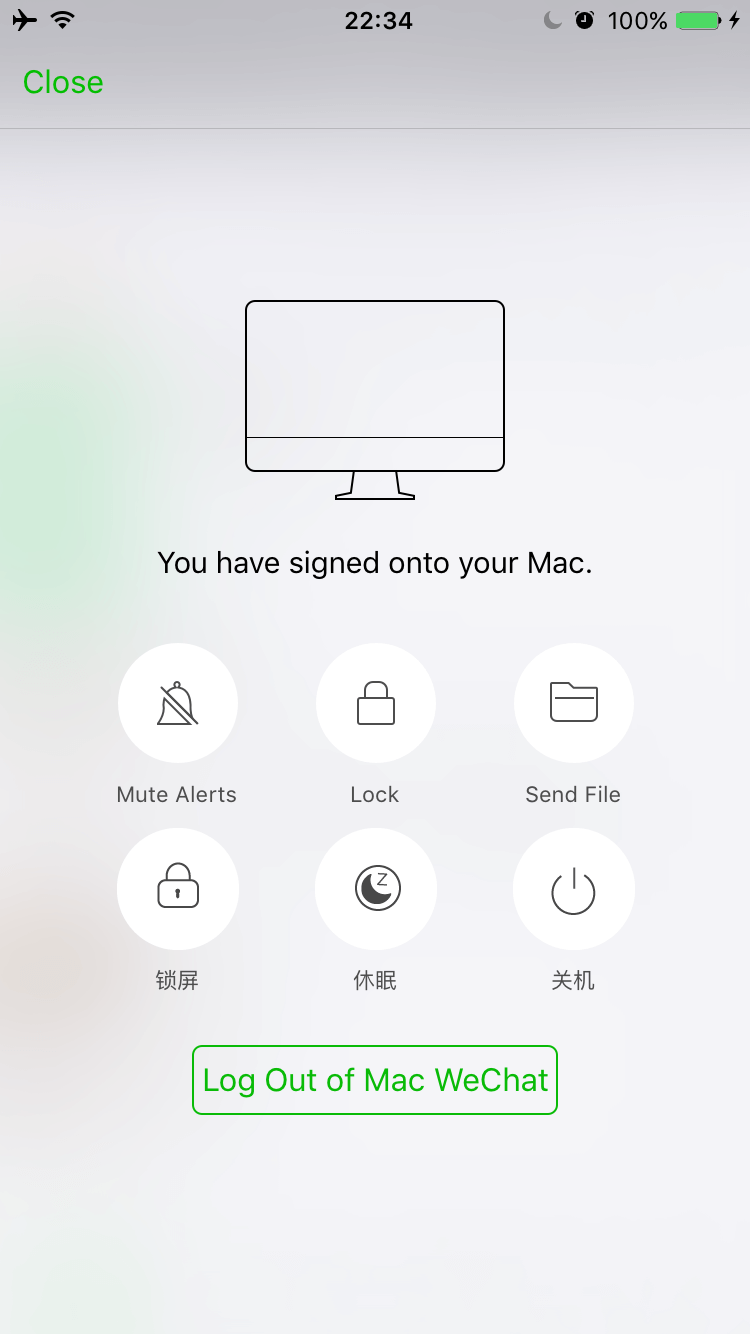 22:34
100%
Close
You have signed onto your Mac.
Mute Alerts
Lock
Send File
Z
锁屏
休眠
关机
Log Out of Mac WeChat